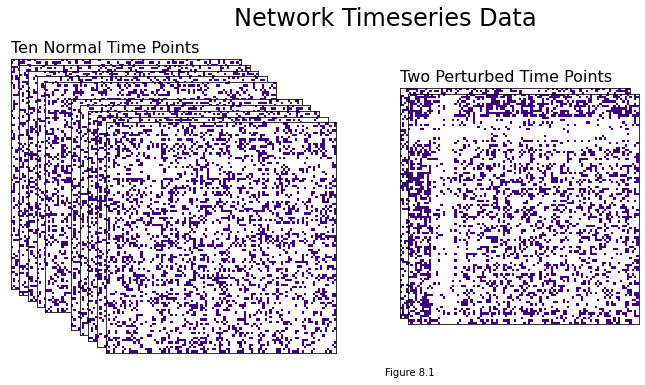 Network Timeseries Data
Ten Normal Time Points
Two Perturbed Time Points
Figure 8.1